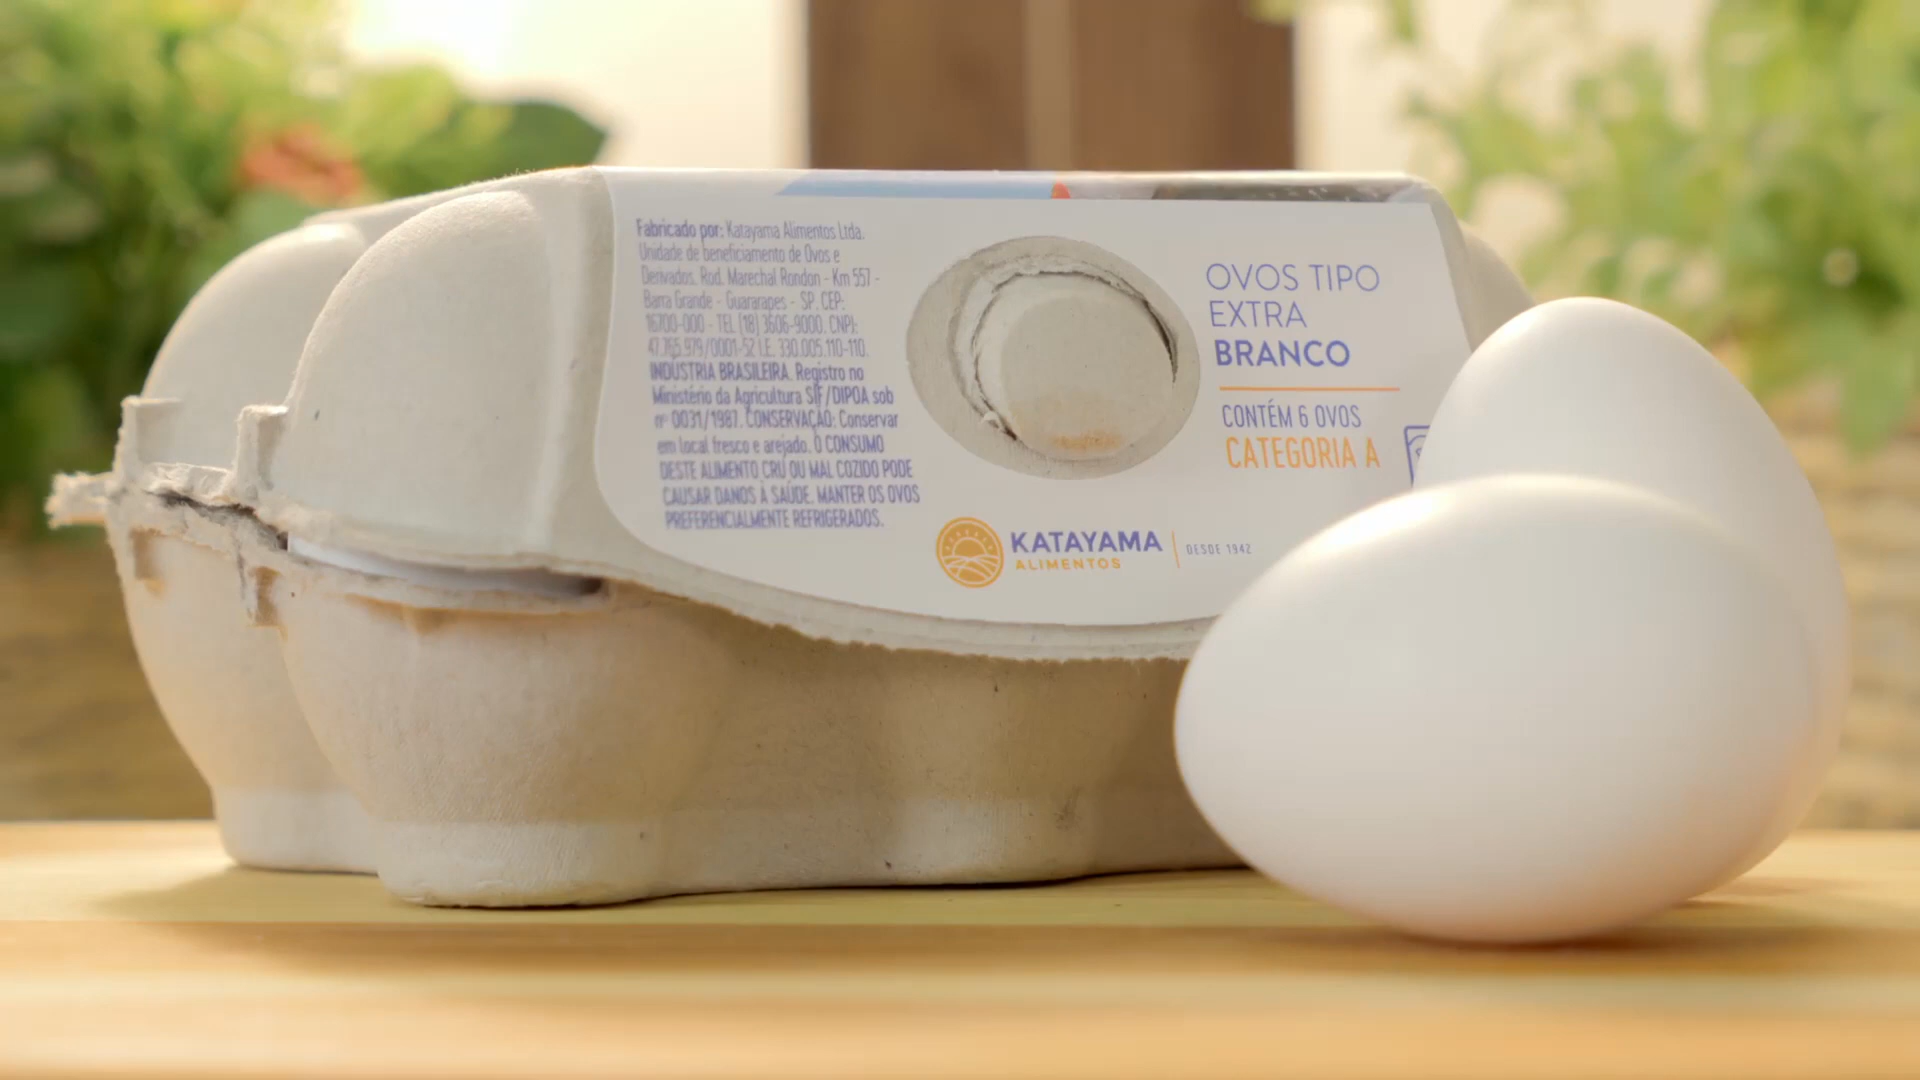 Fabricado por: Katayama Alimentos Ltda.
Unidade de beneficiamento de Ovos e
Derivados. Rod. Marechal Rondon - Km 557 -
Barra Grande - Guararapes - SP. CEP:
16700-000 - TEL (18) 3606-9000. CNPJ:
47.765.979/0001-52 I.E. 330.005.110-110.
INDÚSTRIA BRASILEIRA. Registro no
Ministério da Agricultura SIF/DIPOA sob
nº 0031/1987. CONSERVAÇÃO: Conservar
em local fresco e arejado. O CONSUMO
DESTE ALIMENTO CRU OU MAL COZIDO PODE
CAUSAR DANOS À SAÚDE. MANTER OS OVOS
PREFERENCIALMENTE REFRIGERADOS.
OVOS TIPO
EXTRA
BRANCO
CONTÉM 6 OVOS
CATEGORIA A
KATAYAMA
ALIMENTOS
DESDE 1942